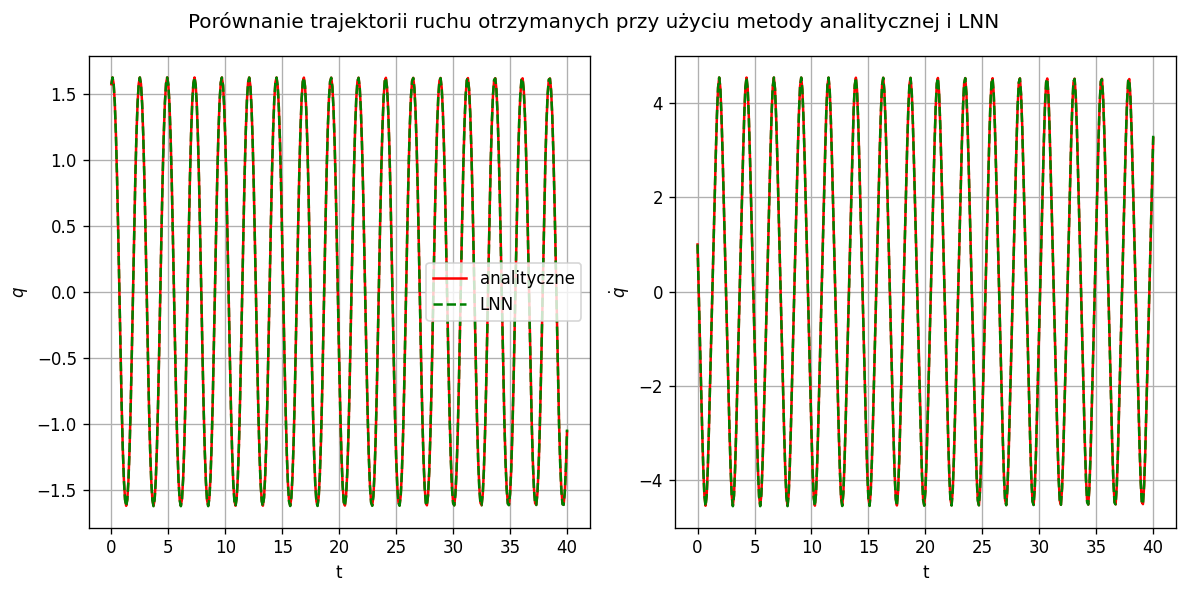 Porównanie trajektorii ruchu otrzymanych przy użyciu metody analitycznej i LNN
q
1.5
1.0
0.5
0.0
−0.5
−1.0
−1.5
analityczne
LNN
0 5 10 15 20 25 30 35 40
t
q̇
4
2
0
−2
−4
0 5 10 15 20 25 30 35 40
t